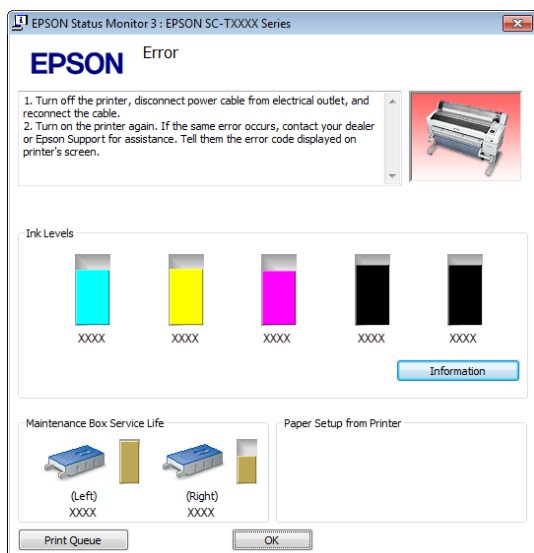 EPSON Status Monitor 3 : EPSON SC-TXXXX Series
EPSON
Error
1. Turn off the printer, disconnect power cable from electrical outlet, and
reconnect the cable.
2. Turn on the printer again. If the same error occurs, contact your dealer
or Epson Support for assistance. Tell them the error code displayed on
printer's screen.
Ink Levels
XXXX XXXX XXXX XXXX XXXX
Information
Maintenance Box Service Life
Paper Setup from Printer
(Left) (Right)
XXXX XXXX
Print Queue
OK